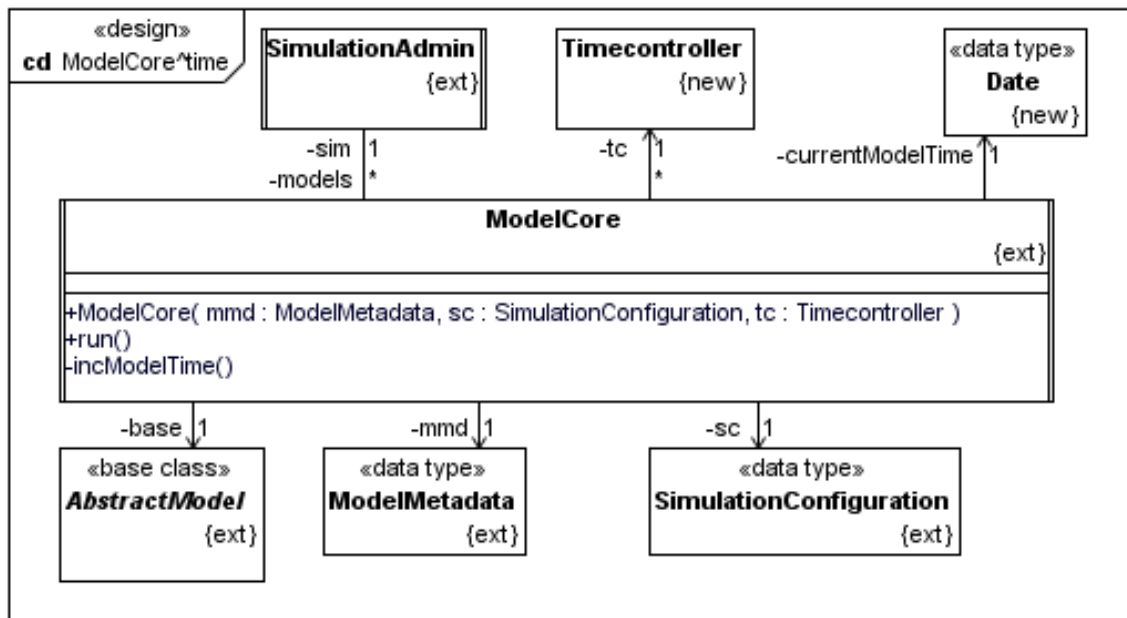 «design»
cd ModelCore^time
SimulationAdmin
{ext}
Timecontroller
{new}
«data type»
Date
{new}
-sim 1
-models *
-tc 1
*
-currentModelTime 1
ModelCore
{ext}
+ModelCore( mmd : ModelMetadata, sc : SimulationConfiguration, tc : Timecontroller )
+run()
-incModelTime()
-base 1
-mmd 1
-sc 1
«base class»
AbstractModel
{ext}
«data type»
ModelMetadata
{ext}
«data type»
SimulationConfiguration
{ext}